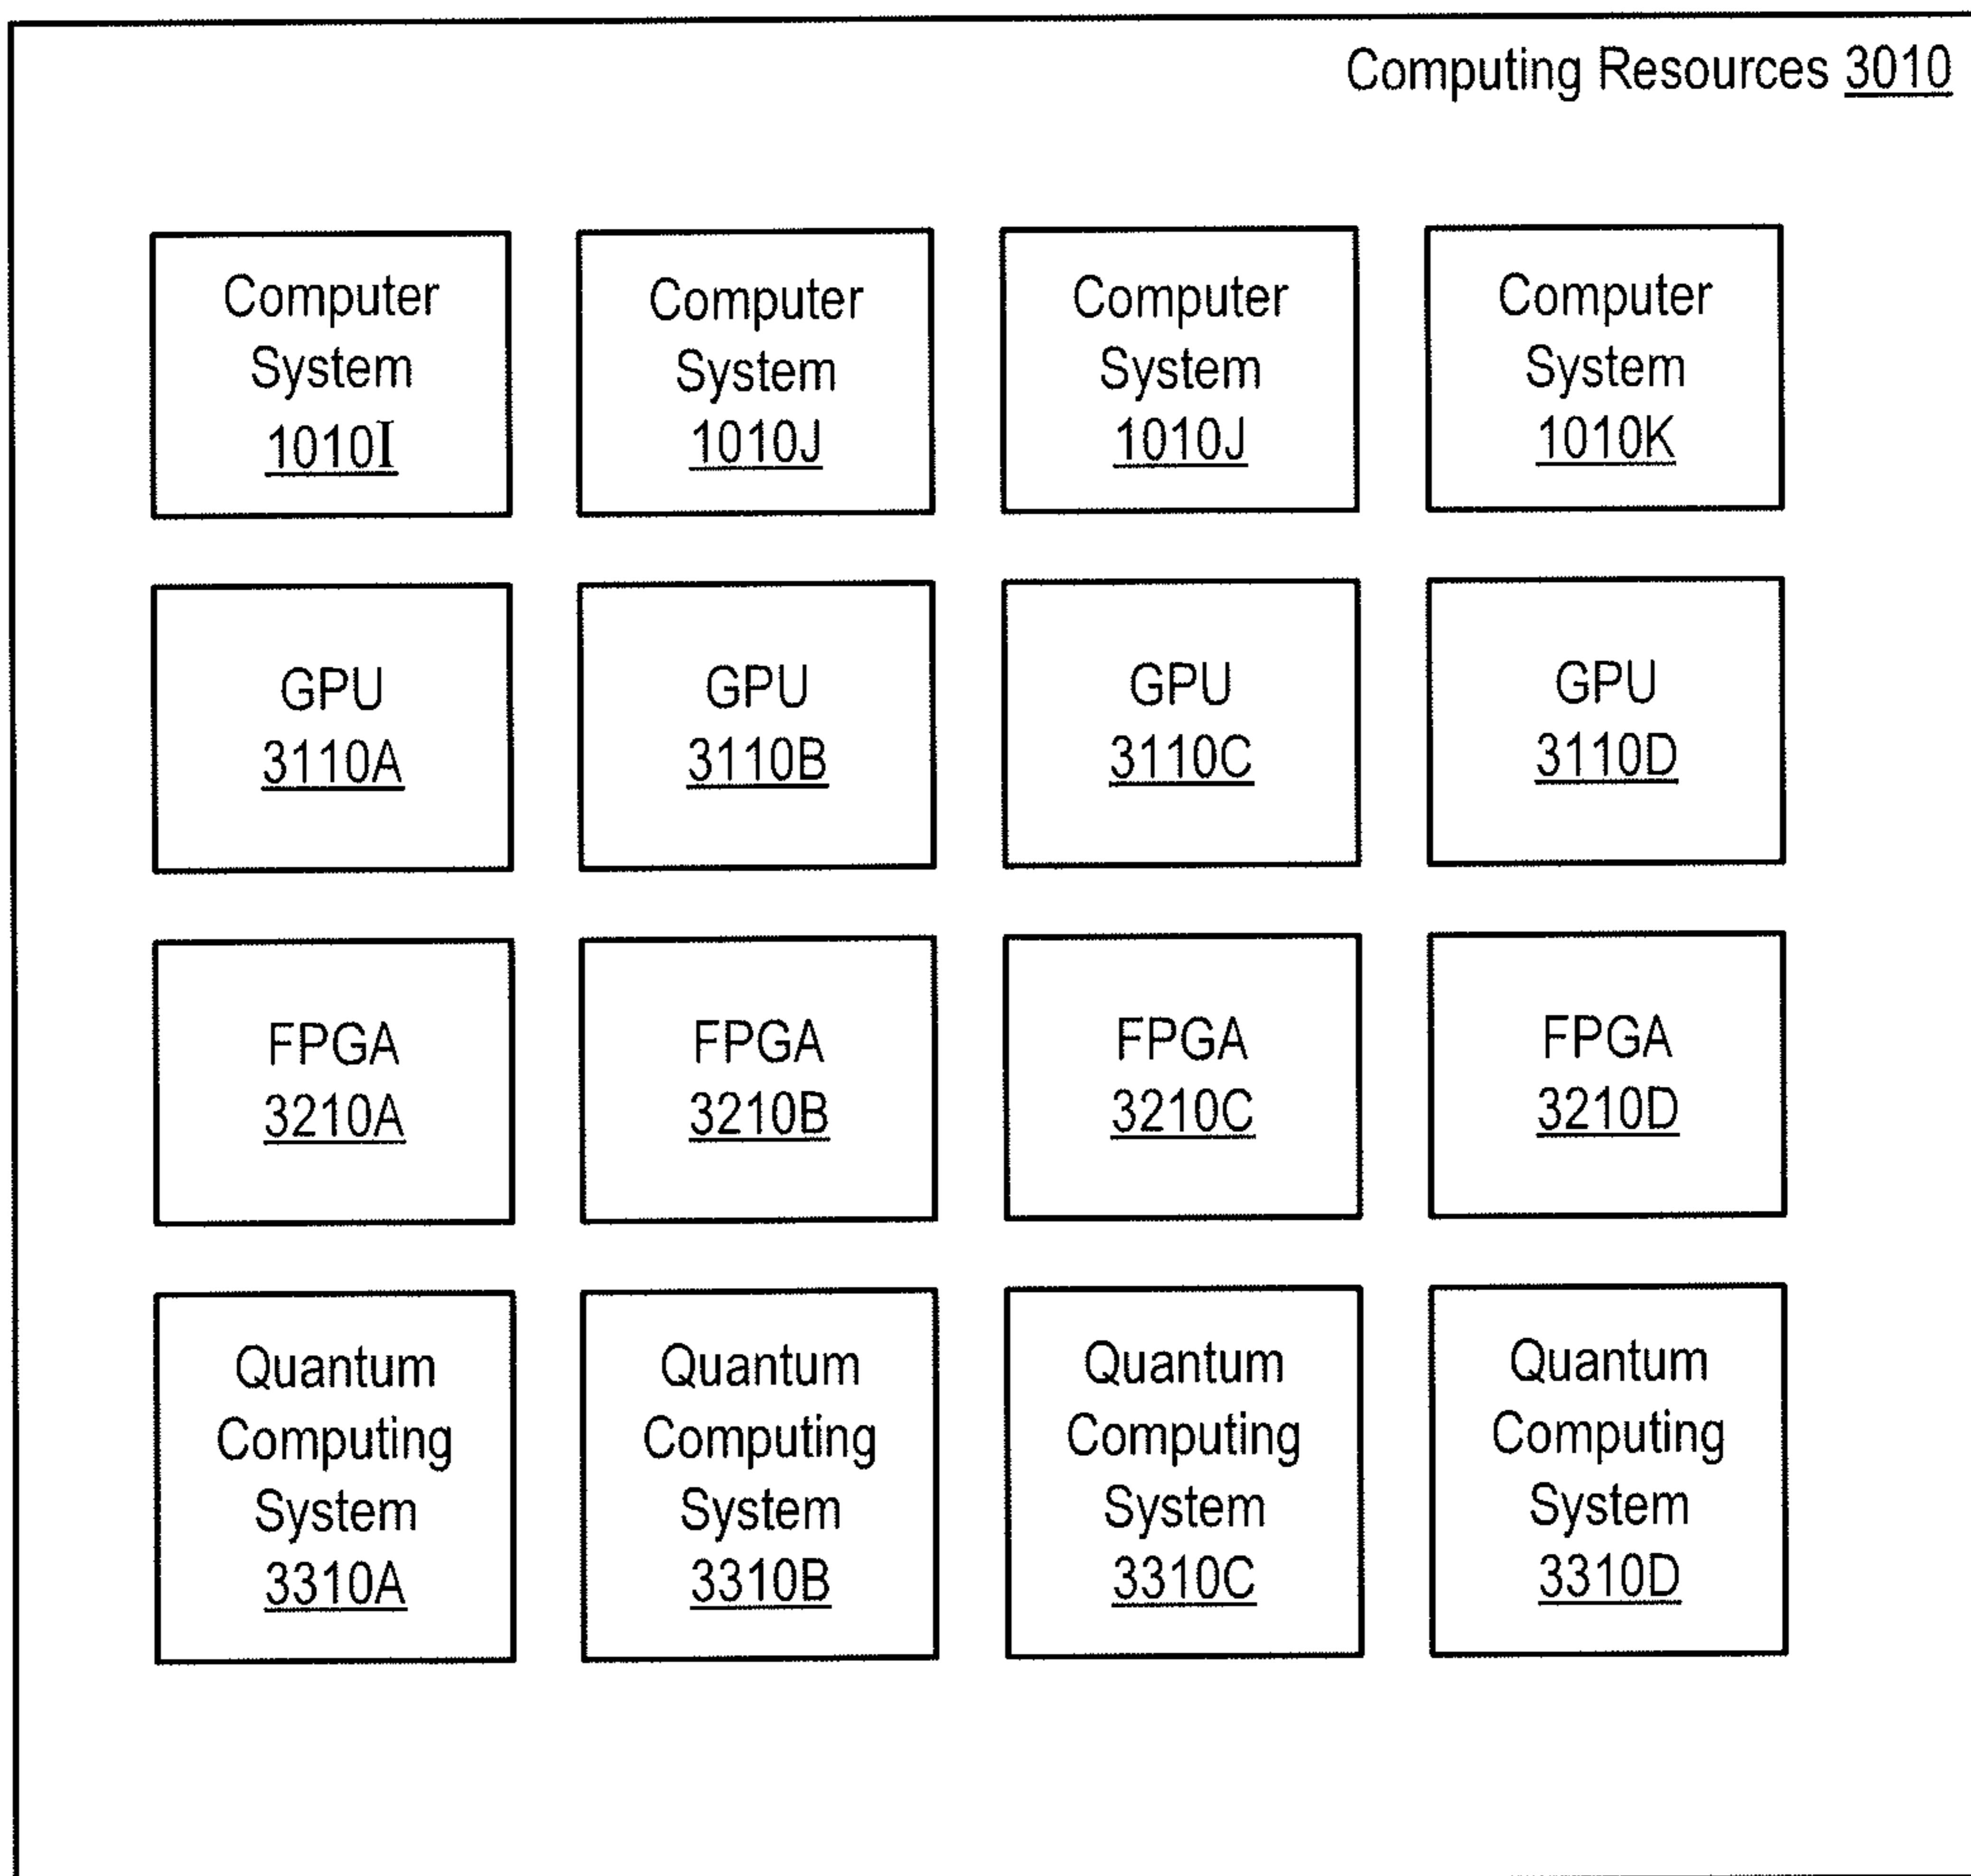 Computing Resources 3010
Computer
System
1010I
Computer
System
1010J
Computer
System
1010J
Computer
System
1010K
GPU
3110A
GPU
3110B
GPU
3110C
GPU
3110D
FPGA
3210A
FPGA
3210B
FPGA
3210C
FPGA
3210D
Quantum
Computing
System
3310A
Quantum
Computing
System
3310B
Quantum
Computing
System
3310C
Quantum
Computing
System
3310D